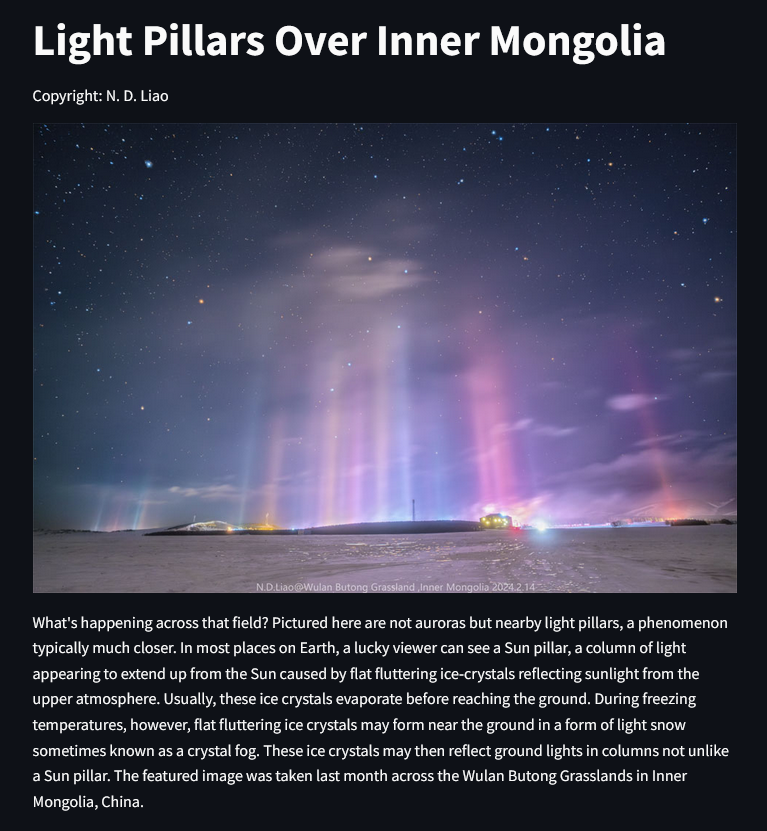 Light Pillars Over Inner Mongolia
Copyright: N. D. Liao
N.D.Liao@Wulan Butong Grassland ,Inner Mongolia 2024.2.14
What's happening across that field? Pictured here are not auroras but nearby light pillars, a phenomenon
typically much closer. In most places on Earth, a lucky viewer can see a Sun pillar, a column of light
appearing to extend up from the Sun caused by flat fluttering ice-crystals reflecting sunlight from the
upper atmosphere. Usually, these ice crystals evaporate before reaching the ground. During freezing
temperatures, however, flat fluttering ice crystals may form near the ground in a form of light snow
sometimes known as a crystal fog. These ice crystals may then reflect ground lights in columns not unlike
a Sun pillar. The featured image was taken last month across the Wulan Butong Grasslands in Inner
Mongolia, China.